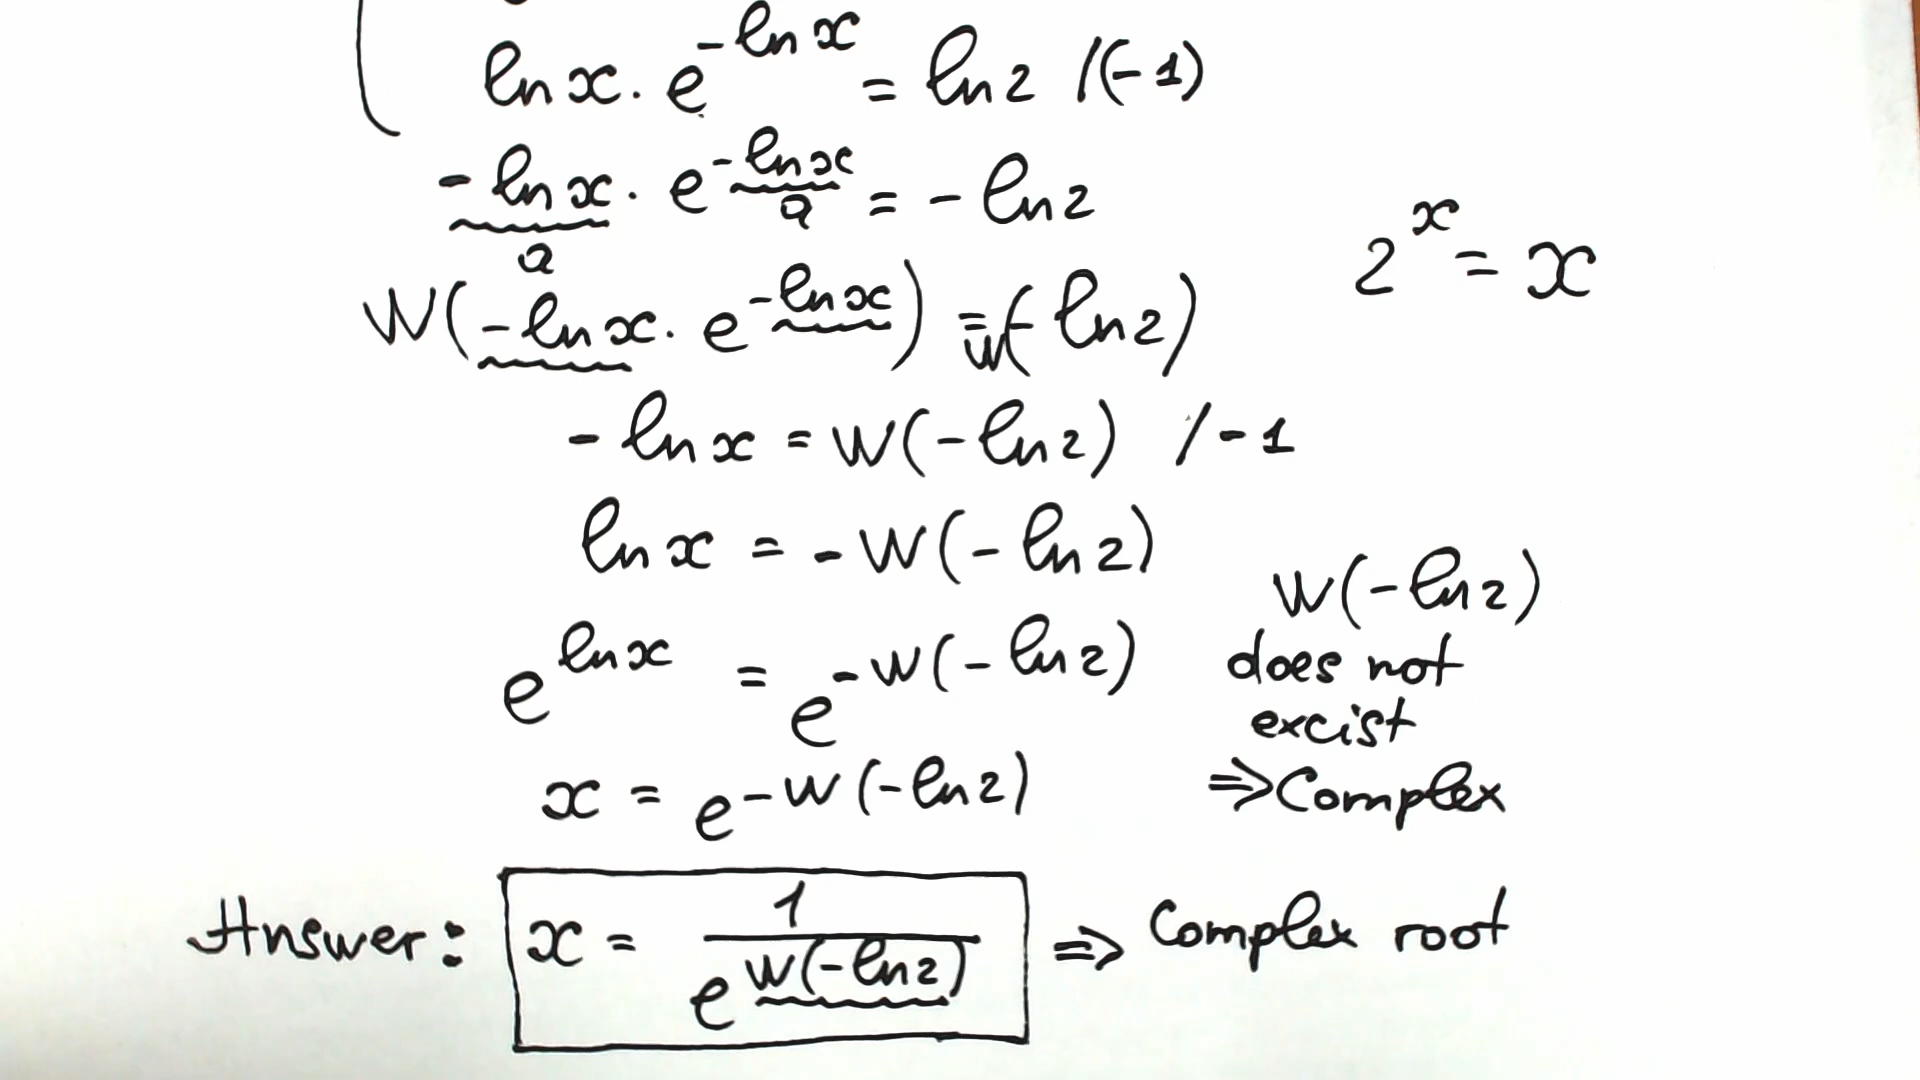 ln x · e^{-ln x} = ln 2 /(-1)
-ln x · e^{-ln x} = -ln 2
a a
2^x = x
W(-ln x · e^{-ln x}) = W(-ln 2)
-ln x = W(-ln 2) /-1
ln x = -W(-ln 2)
e^{ln x} = e^{-W(-ln 2)}
x = e^{-W(-ln 2)}
W(-ln 2)
does not
excist
⇒ Complex
Answer: x = 1/e^{W(-ln 2)} ⇒ Complex root